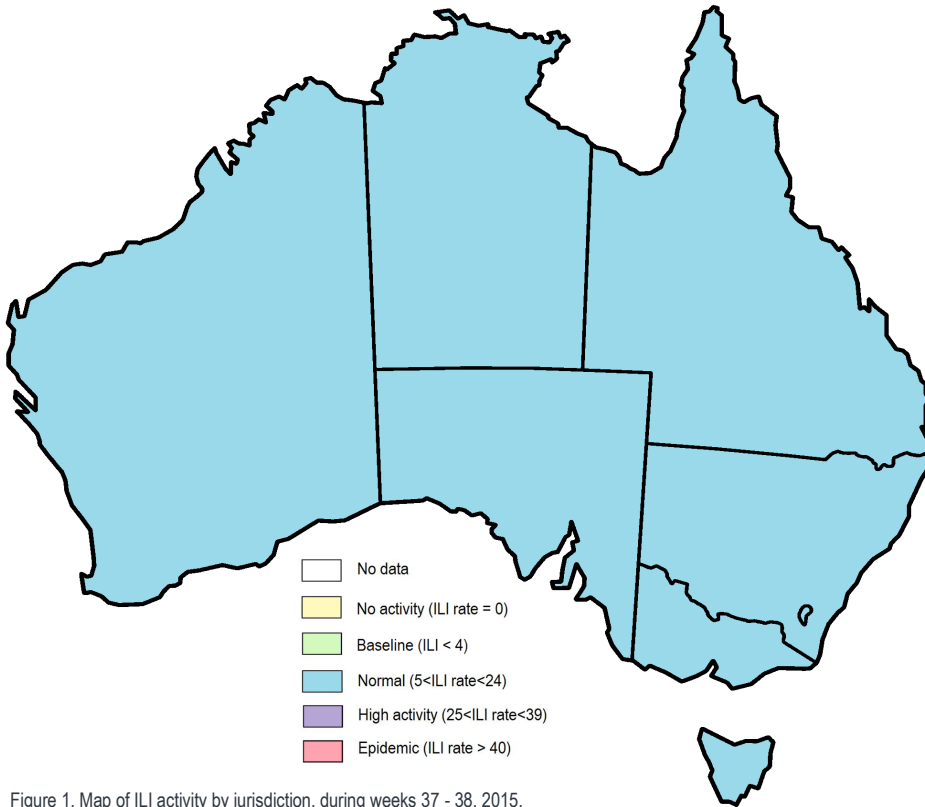 No data
No activity (ILI rate = 0)
Baseline (ILI < 4)
Normal (5<ILI rate<24)
High activity (25<ILI rate<39)
Epidemic (ILI rate > 40)
Figure 1. Map of ILI activity by jurisdiction, during weeks 37 - 38, 2015.